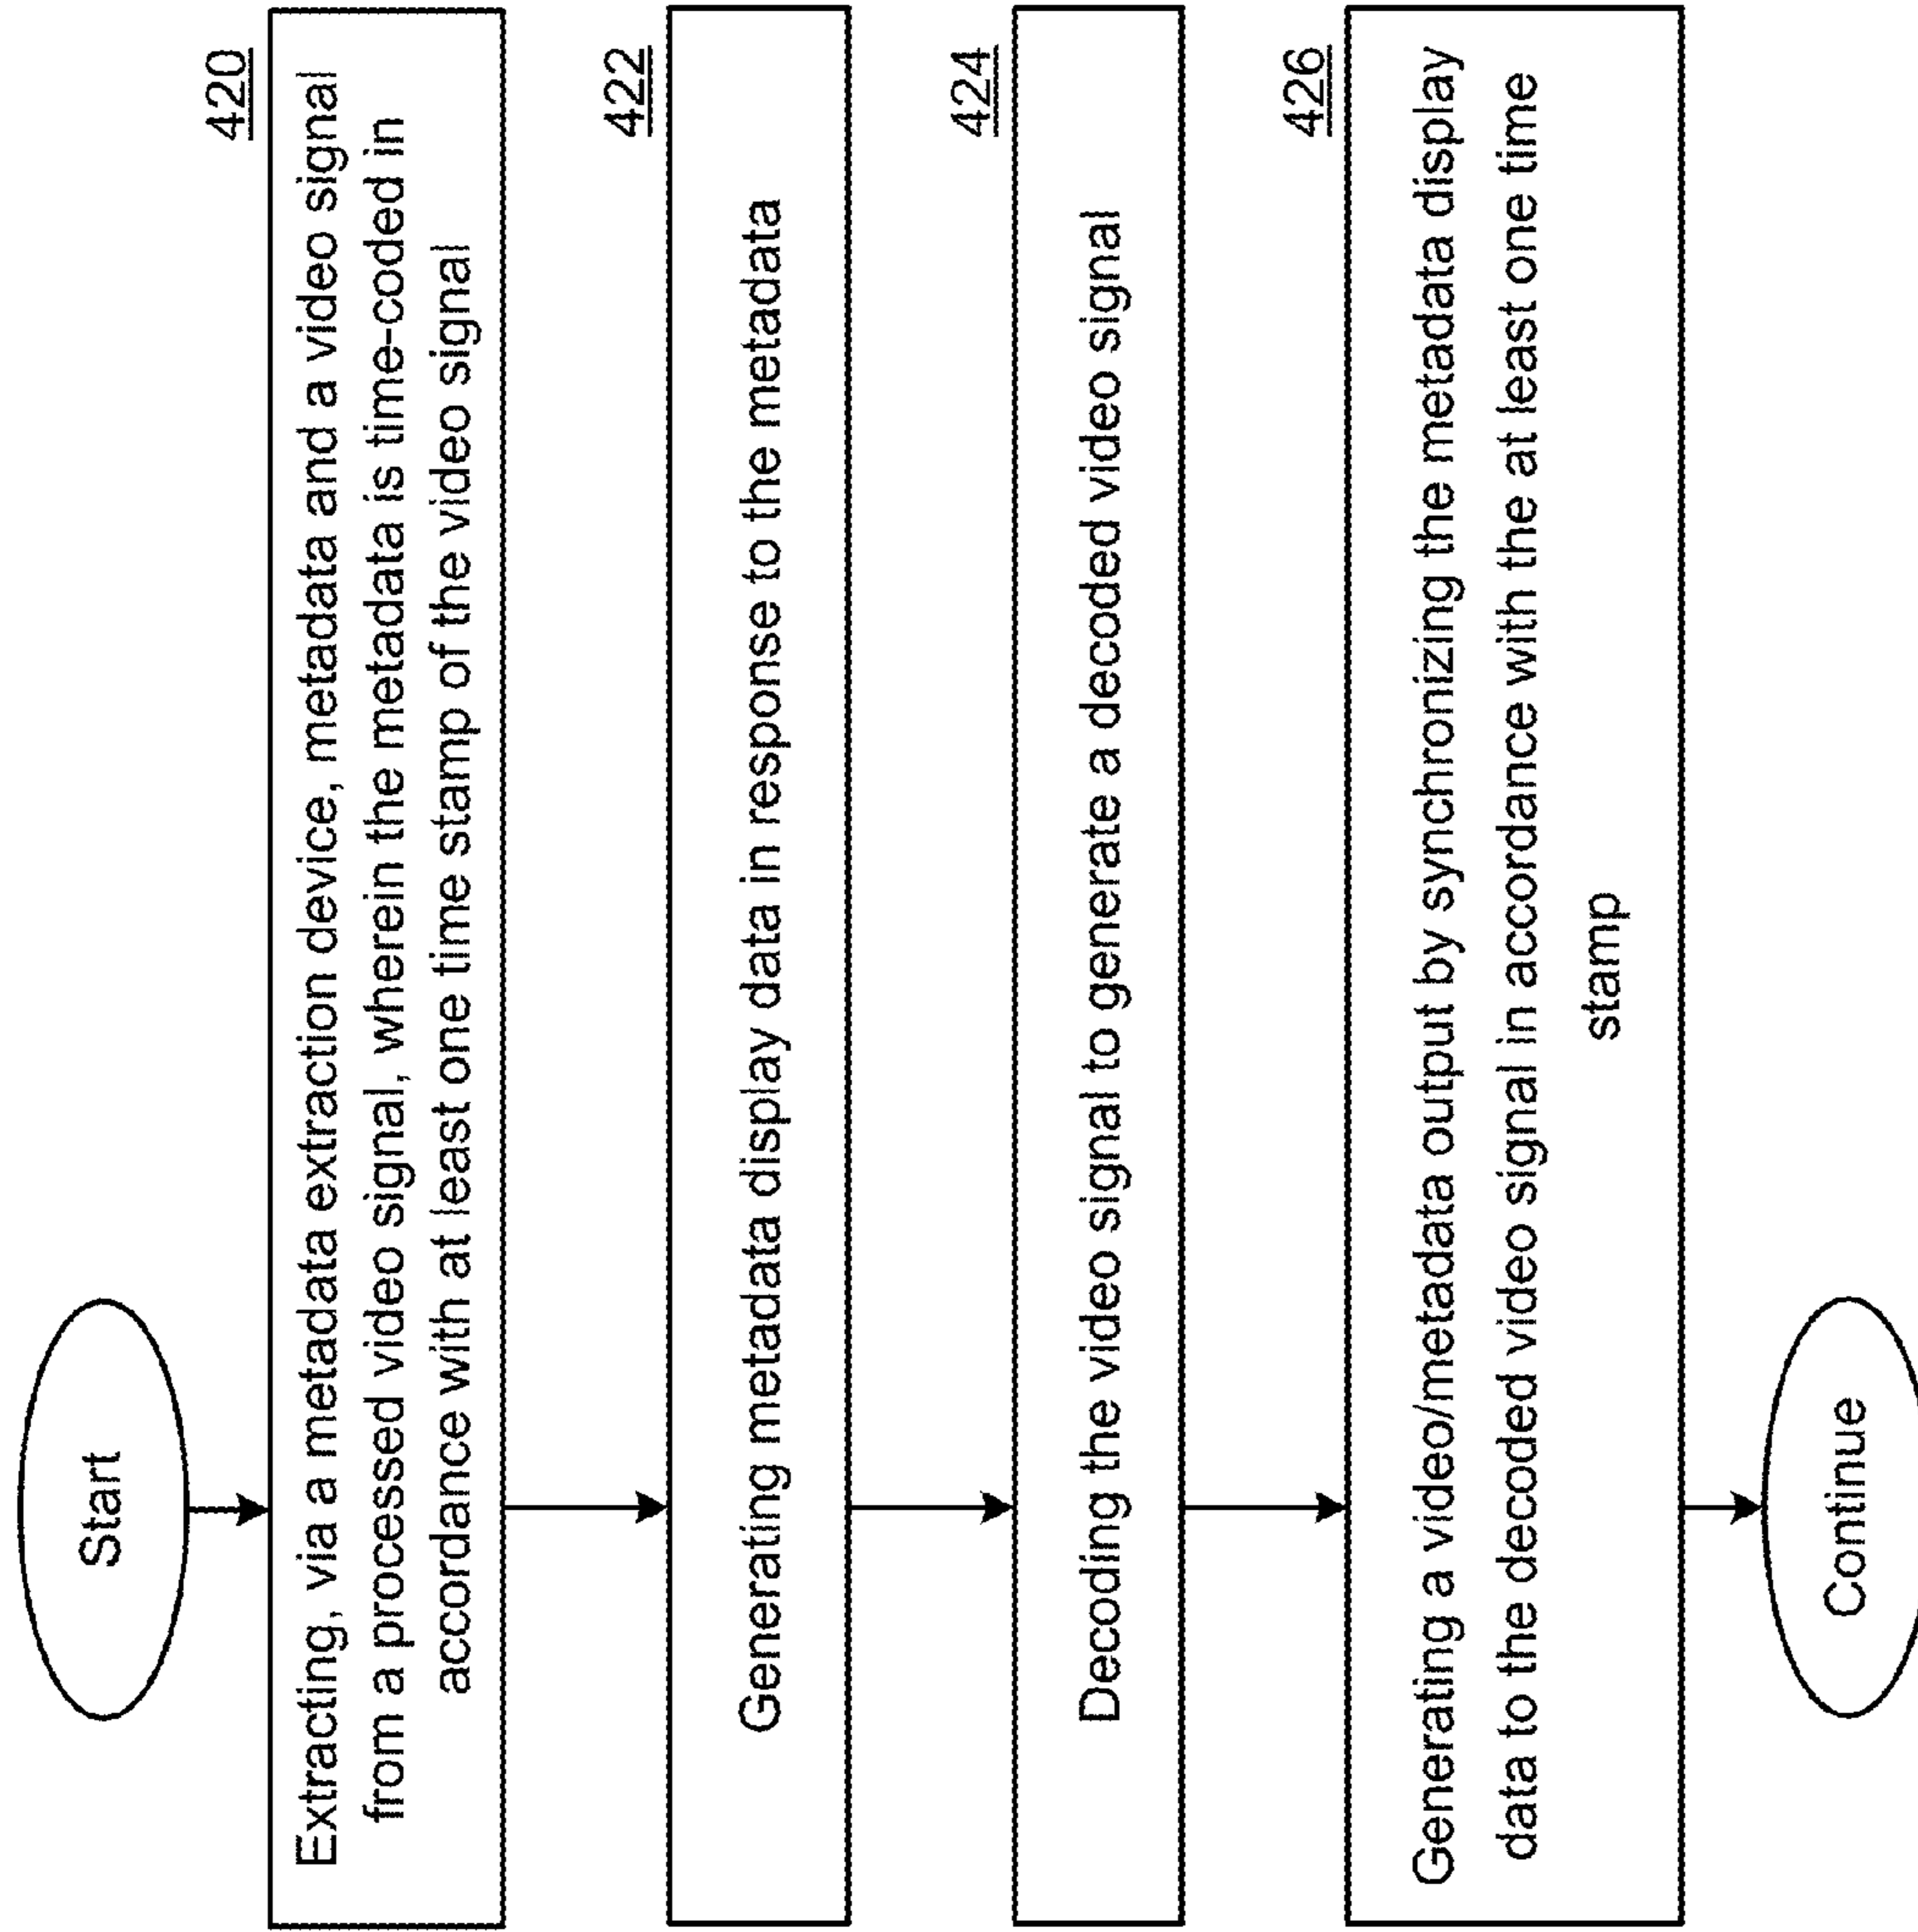 Start
420
Extracting, via a metadata extraction device, metadata and a video signal
from a processed video signal, wherein the metadata is time-coded in
accordance with at least one time stamp of the video signal
422
Generating metadata display data in response to the metadata
424
Decoding the video signal to generate a decoded video signal
426
Generating a video/metadata output by synchronizing the metadata display
data to the decoded video signal in accordance with the at least one time
stamp
Continue